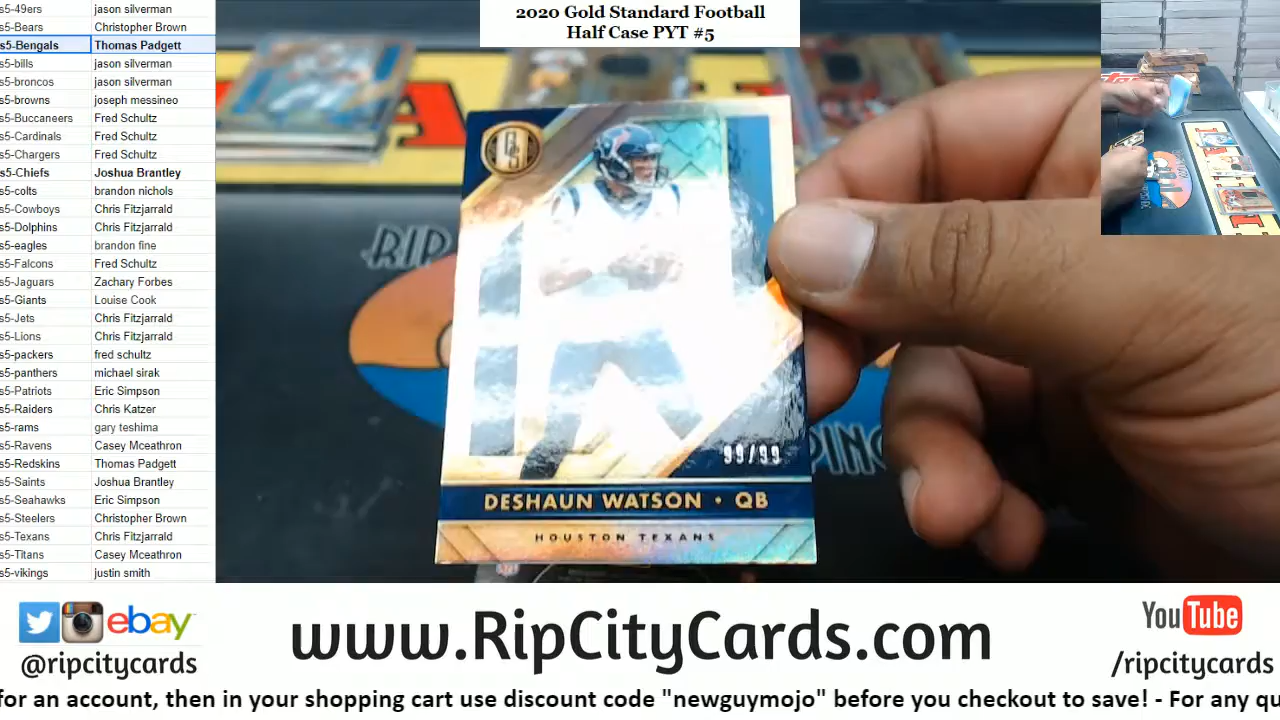 s5-49ers jason silverman
s5-Bears Christopher Brown
s5-Bengals Thomas Padgett
s5-bills jason silverman
s5-broncos jason silverman
s5-browns joseph messineo
s5-Buccaneers Fred Schultz
s5-Cardinals Fred Schultz
s5-Chargers Fred Schultz
s5-Chiefs Joshua Brantley
s5-colts brandon nichols
s5-Cowboys Chris Fitzjarrald
s5-Dolphins Chris Fitzjarrald
s5-eagles brandon fine
s5-Falcons Fred Schultz
s5-Jaguars Zachary Forbes
s5-Giants Louise Cook
s5-Jets Chris Fitzjarrald
s5-Lions Chris Fitzjarrald
s5-packers fred schultz
s5-panthers michael sirak
s5-Patriots Eric Simpson
s5-Raiders Chris Katzer
s5-rams gary teshima
s5-Ravens Casey Mceathron
s5-Redskins Thomas Padgett
s5-Saints Joshua Brantley
s5-Seahawks Eric Simpson
s5-Steelers Christopher Brown
s5-Texans Chris Fitzjarrald
s5-Titans Casey Mceathron
s5-vikings justin smith
2020 Gold Standard Football
Half Case PYT #5
GS
RIP
PING
99/99
DESHAUN WATSON • QB
HOUSTON TEXANS
ebay
@ripcitycards
www.RipCityCards.com
YouTube
/ripcitycards
for an account, then in your shopping cart use discount code "newguymojo" before you checkout to save! - For any qu